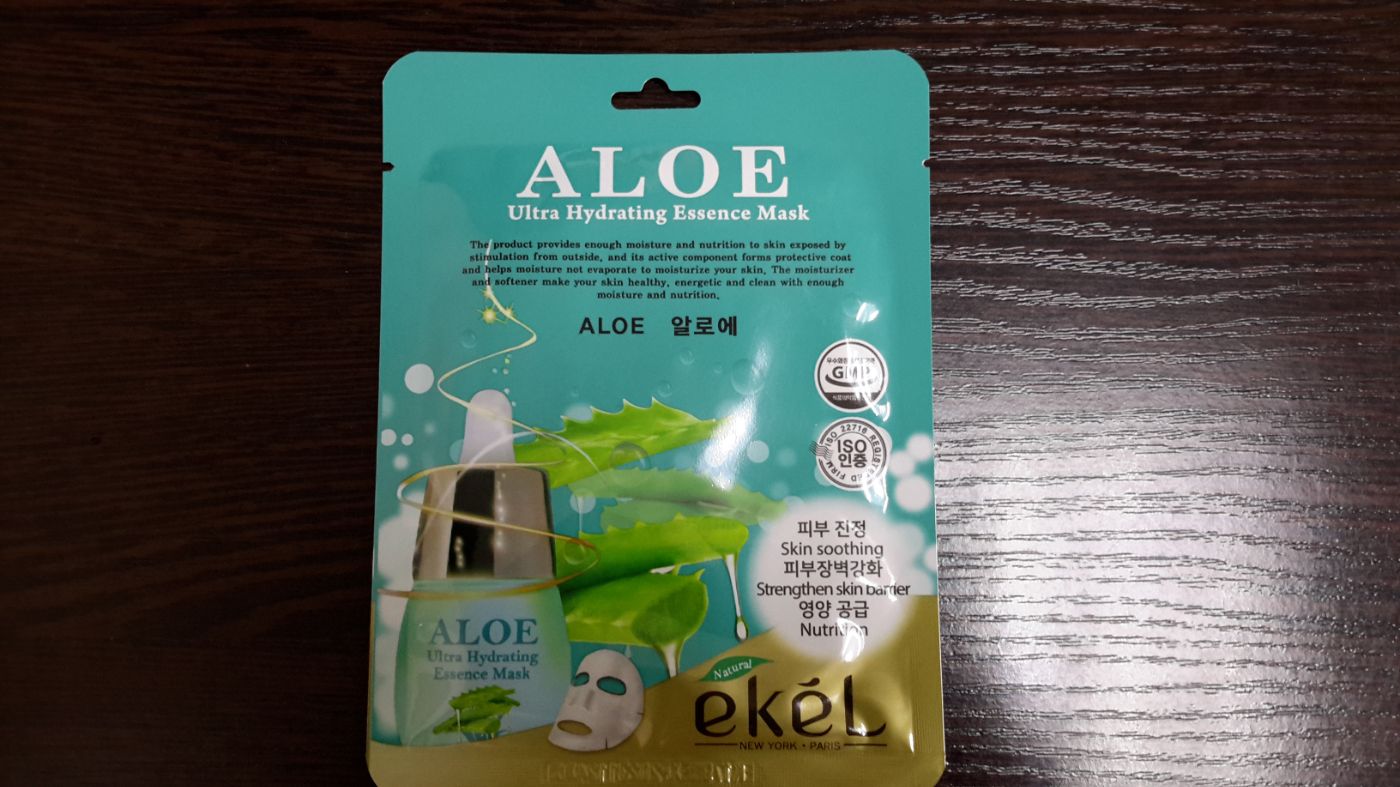 ALOE
Ultra Hydrating Essence Mask
The product provides enough moisture and nutrition to skin exposed by
stimulation from outside, and its active component forms protective coat
and helps moisture not evaporate to moisturize your skin. The moisturizer
and softener make your skin healthy, energetic and clean with enough
moisture and nutrition.
ALOE 알로에
GMP
ISO 22716 REGISTERED FIRM
ISO
인증
피부 진정
Skin soothing
피부장벽강화
Strengthen skin barrier
영양 공급
Nutrition
ALOE
Ultra Hydrating
Essence Mask
Natural
ekéL
NEW YORK • PARIS